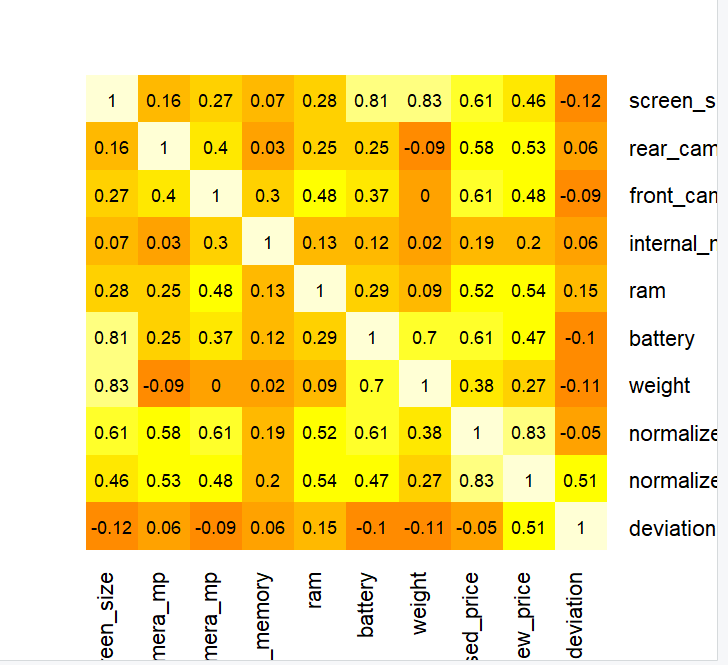 1 0.16 0.27 0.07 0.28 0.81 0.83 0.61 0.46 -0.12 screen_s
0.16 1 0.4 0.03 0.25 0.25 -0.09 0.58 0.53 0.06 rear_cam
0.27 0.4 1 0.3 0.48 0.37 0 0.61 0.48 -0.09 front_can
0.07 0.03 0.3 1 0.13 0.12 0.02 0.19 0.2 0.06 internal_
0.28 0.25 0.48 0.13 1 0.29 0.09 0.52 0.54 0.15 ram
0.81 0.25 0.37 0.12 0.29 1 0.7 0.61 0.47 -0.1 battery
0.83 -0.09 0 0.02 0.09 0.7 1 0.38 0.27 -0.11 weight
0.61 0.58 0.61 0.19 0.52 0.61 0.38 1 0.83 -0.05 normalize
0.46 0.53 0.48 0.2 0.54 0.47 0.27 0.83 1 0.51 normalize
-0.12 0.06 -0.09 0.06 0.15 -0.1 -0.11 -0.05 0.51 1 deviation
een_size mera_mp mera_mp _memory ram battery weight sed_price ew_price deviation